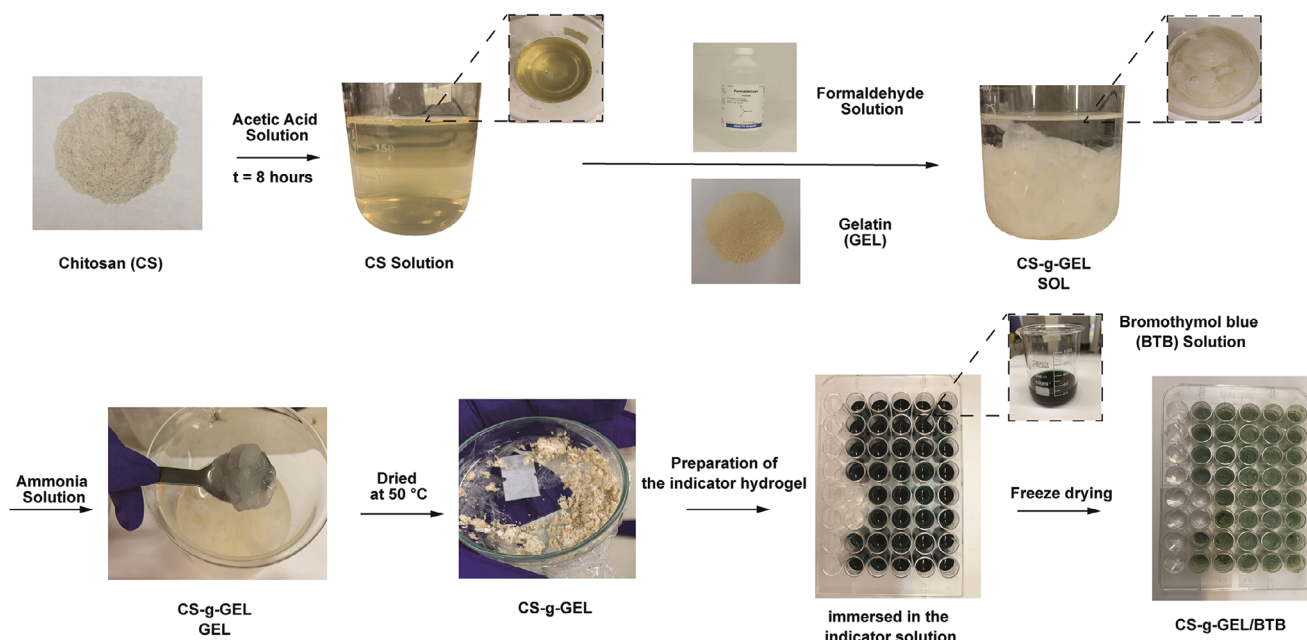 Acetic Acid
Solution
t = 8 hours
Chitosan (CS)
150
CS Solution
Formaldehyde
Formaldehyde
Solution
Gelatin
(GEL)
CS-g-GEL
SOL
Ammonia
Solution
CS-g-GEL
GEL
Dried
at 50 °C
CS-g-GEL
Preparation of
the indicator hydrogel
Bromothymol blue
(BTB) Solution
immersed in the
indicator solution
Freeze drying
CS-g-GEL/BTB